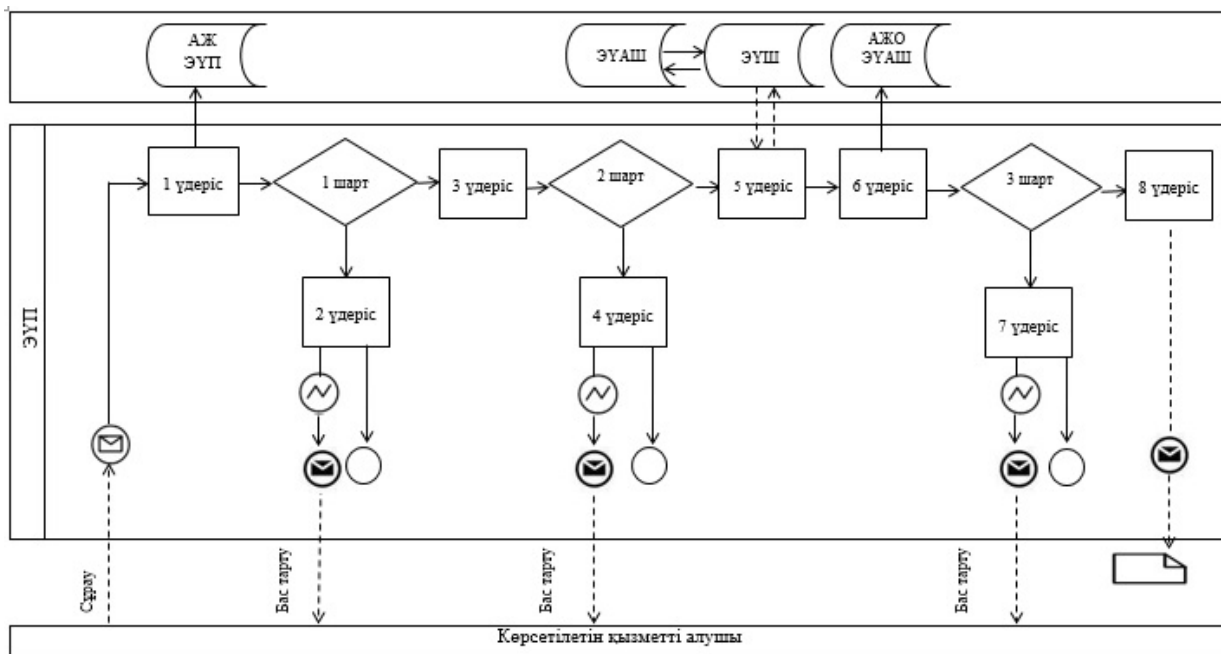 АЖ
ЭҮП
ЭҮАШ
ЭҮШ
АЖО
ЭҮАШ
1 үдеріс
1 шарт
3 үдеріс
2 шарт
5 үдеріс
6 үдеріс
3 шарт
8 үдеріс
2 үдеріс
4 үдеріс
7 үдеріс
ЭҮП
Сұрау
Бас тарту
Бас тарту
Бас тарту
Көрсетілетін қызметті алушы